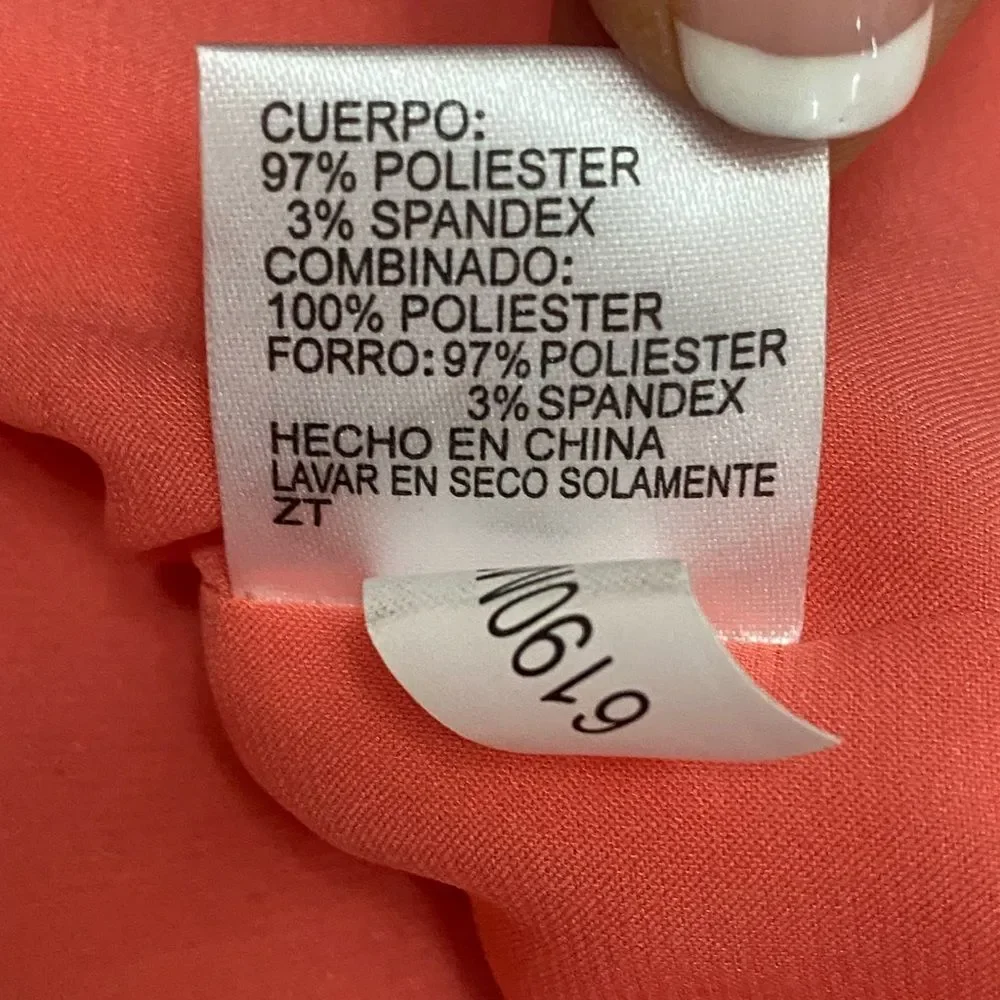 CUERPO:
97% POLIESTER
3% SPANDEX
COMBINADO:
100% POLIESTER
FORRO: 97% POLIESTER
3% SPANDEX
HECHO EN CHINA
LAVAR EN SECO SOLAMENTE
ZT
6190M